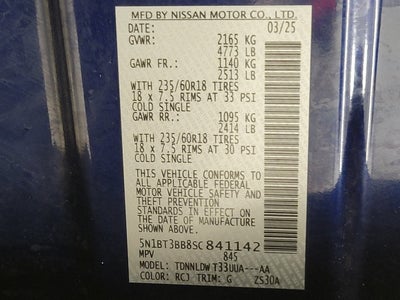 MFD BY NISSAN MOTOR CO., LTD.
DATE: 03/25
GVWR: 2165 KG
4773 LB
GAWR FR.: 1140 KG
2513 LB
WITH 235/60R18 TIRES
18 x 7.5 RIMS AT 33 PSI
COLD SINGLE
GAWR RR.: 1095 KG
2414 LB
WITH 235/60R18 TIRES
18 x 7.5 RIMS AT 30 PSI
COLD SINGLE
THIS VEHICLE CONFORMS TO
ALL APPLICABLE FEDERAL
MOTOR VEHICLE SAFETY AND
THEFT PREVENTION
STANDARDS IN EFFECT ON
THE DATE OF MANUFACTURE
SHOWN ABOVE.
5N1BT3BB8SC841142
MPV 845
MODEL: TDNNLDWT33UUA---AA
COLOR: RCJ TRIM: G ZS30A